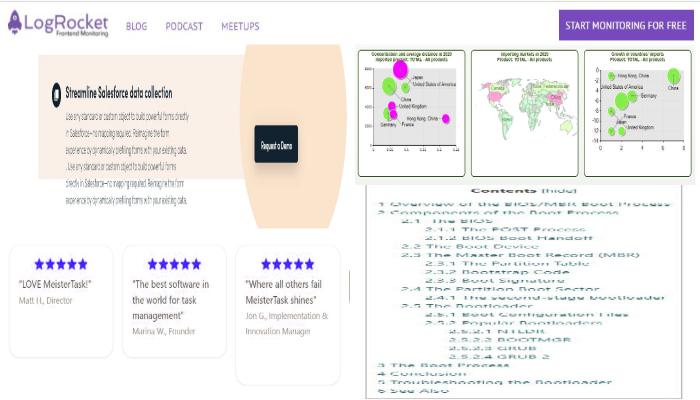 LogRocket
Frontend Monitoring
BLOG
PODCAST
MEETUPS
START MONITORING FOR FREE
Streamline Salesforce data collection
Use any standard or custom object to build powerful forms directly
in Salesforce—no mapping required. Reimagine the form
experience by dynamically prefilling forms with your existing data.
. Use any standard or custom object to build powerful forms
directly in Salesforce—no mapping required. Reimagine the form
experience by dynamically prefilling forms with your existing data.
Request a Demo
Concentration and average distance in 2020
Imported product: TOTAL - All products
Japan
United States of America
China
United Kingdom
Hong Kong, China
Germany
France
Importing markets in 2020
Product: TOTAL - All products
Canada
China
Brazil
Growth of countries' imports
Product: TOTAL - All products
Hong Kong, China
China
United States of America
Germany
France
Japan
United Kingdom
"LOVE MeisterTask!"
Matt H., Director
"The best software in
the world for task
management"
Marina W., Founder
"Where all others fail
MeisterTask shines"
Jon G., Implementation &
Innovation Manager
Contents [hide]
1 Overview of the BIOS/MBR Boot Process
2 Components of the Boot Process
2.1 The BIOS
2.1.1 The POST Process
2.1.2 BIOS Boot Handoff
2.2 The Boot Device
2.3 The Master Boot Record (MBR)
2.3.1 The Partition Table
2.3.2 Bootstrap Code
2.3.3 Boot Signature
2.4 The Partition Boot Sector
2.4.1 The second-stage bootloader
2.5 The Bootloader
2.5.1 Boot Configuration Files
2.5.2 Popular Bootloaders
2.5.2.1 NTLDR
2.5.2.2 BOOTMGR
2.5.2.3 GRUB
2.5.2.4 GRUB 2
3 The Boot Process
4 Conclusion
5 Troubleshooting the Bootloader
6 See Also